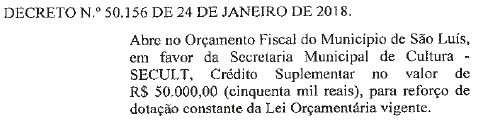 DECRETO N.º 50.156 DE 24 DE JANEIRO DE 2018.
Abre no Orçamento Fiscal do Município de São Luís,
em favor da Secretaria Municipal de Cultura -
SECULT, Crédito Suplementar no valor de
R$ 50.000,00 (cinquenta mil reais), para reforço de
dotação constante da Lei Orçamentária vigente.